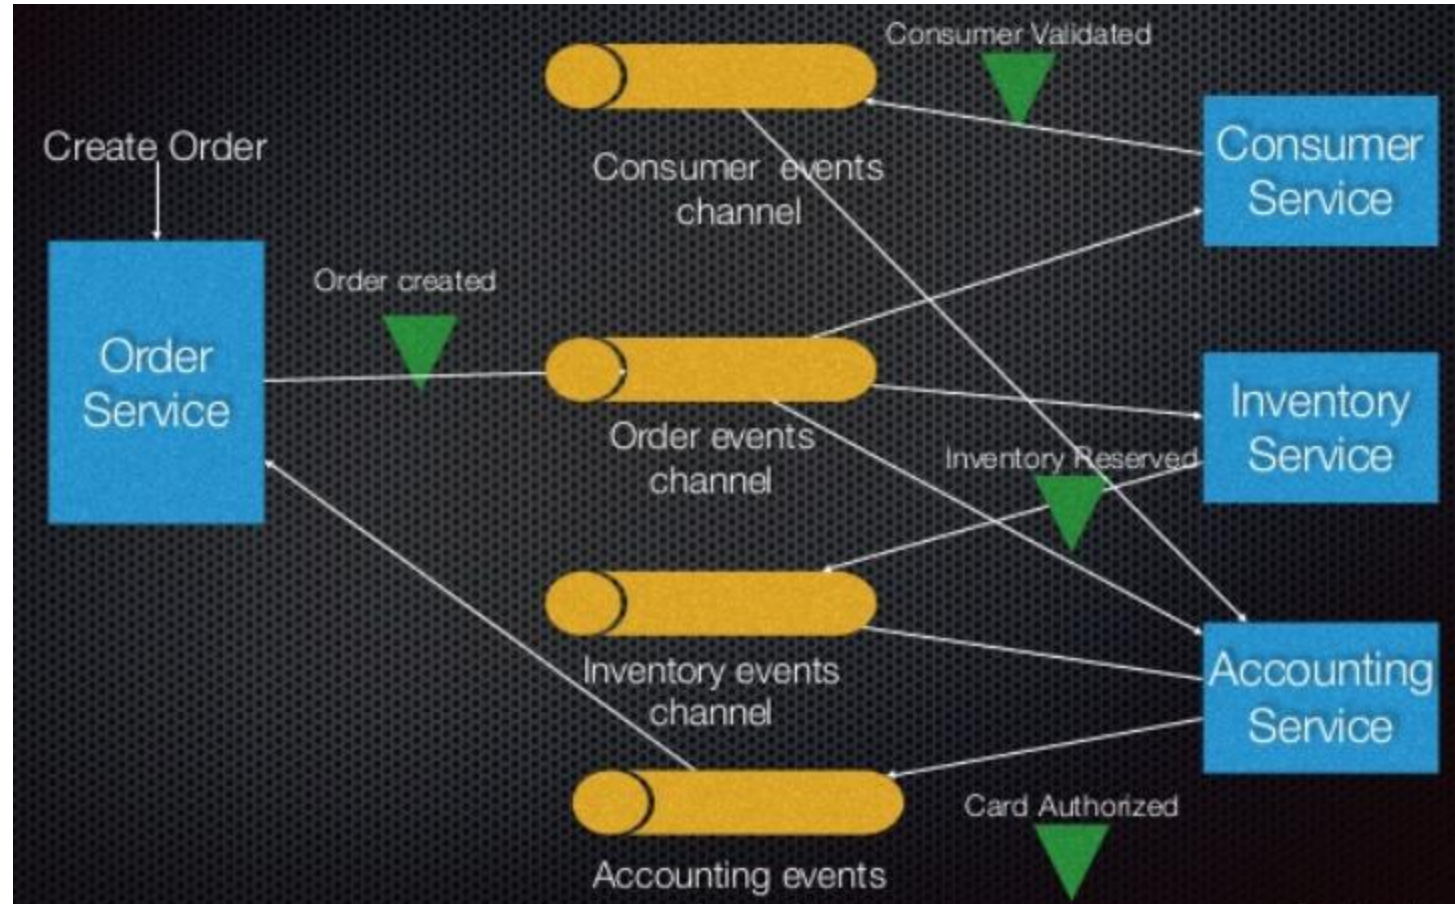 Consumer Validated
Create Order
Consumer events
channel
Consumer
Service
Order created
Order
Service
Order events
channel
Inventory
Service
Inventory Reserved
Inventory events
channel
Accounting
Service
Card Authorized
Accounting events